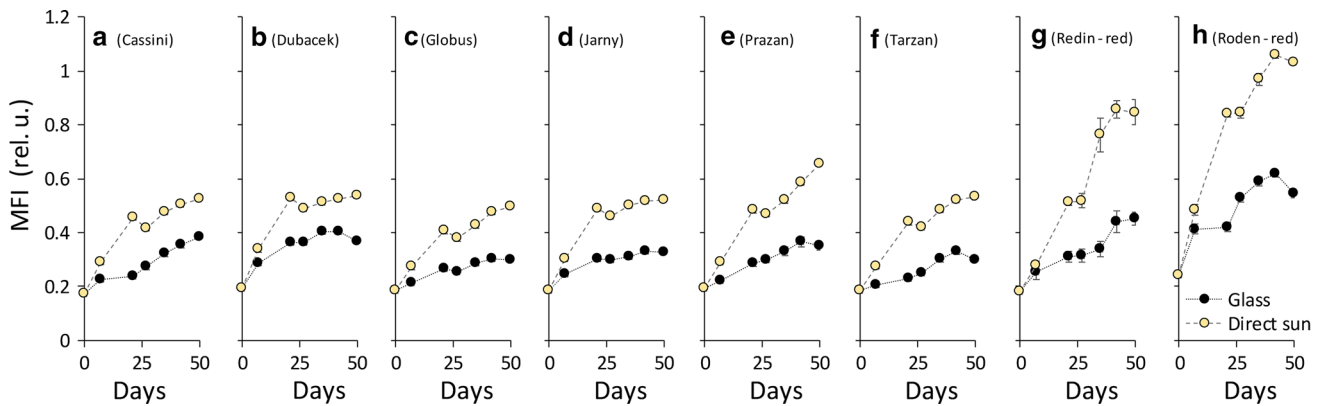 MFI (rel. u.)
1.2
1
0.8
0.6
0.4
0.2
0
a (Cassini)
b (Dubacek)
c (Globus)
d (Jarny)
e (Prazan)
f (Tarzan)
g (Redin - red)
h (Roden - red)
Glass
Direct sun
0 25 50
0 25 50
0 25 50
0 25 50
0 25 50
0 25 50
0 25 50
0 25 50
Days
Days
Days
Days
Days
Days
Days
Days